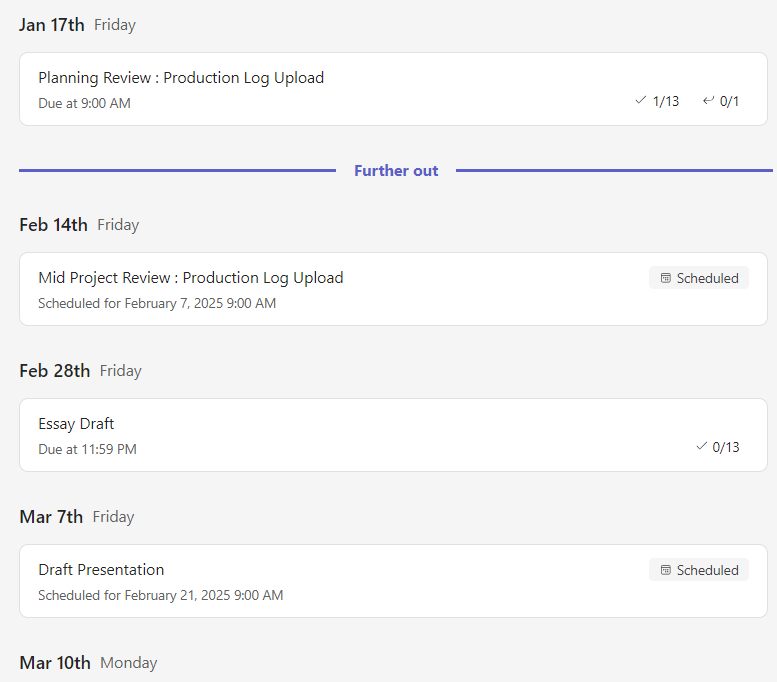 Jan 17th Friday
Planning Review : Production Log Upload
Due at 9:00 AM
1/13 0/1
Further out
Feb 14th Friday
Mid Project Review : Production Log Upload
Scheduled
Scheduled for February 7, 2025 9:00 AM
Feb 28th Friday
Essay Draft
Due at 11:59 PM
0/13
Mar 7th Friday
Draft Presentation
Scheduled
Scheduled for February 21, 2025 9:00 AM
Mar 10th Monday